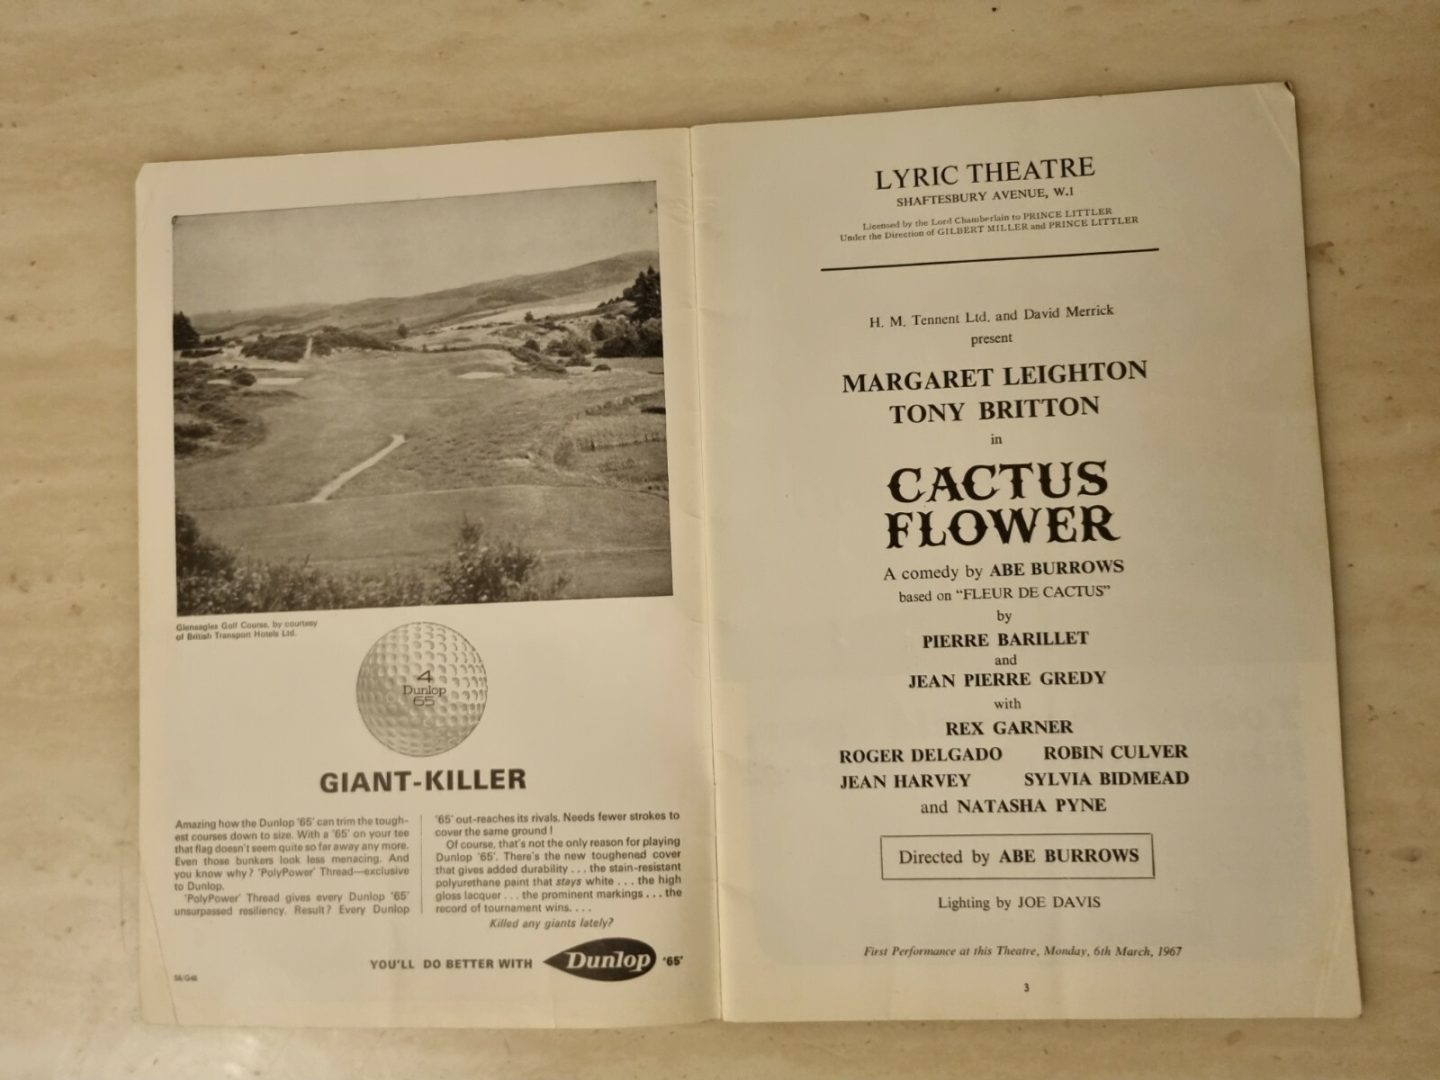 Gleneagles Golf Course, by courtesy
of British Transport Hotels Ltd.
4
Dunlop
65
GIANT-KILLER
Amazing how the Dunlop '65' can trim the tough-
est courses down to size. With a '65' on your tee
that flag doesn't seem quite so far away any more.
Even those bunkers look less menacing. And
you know why? 'PolyPower' Thread—exclusive
to Dunlop.
'PolyPower' Thread gives every Dunlop '65'
unsurpassed resiliency. Result? Every Dunlop
'65' out-reaches its rivals. Needs fewer strokes to
cover the same ground!
Of course, that's not the only reason for playing
Dunlop '65'. There's the new toughened cover
that gives added durability . . . the stain-resistant
polyurethane paint that stays white . . . the high
gloss lacquer . . . the prominent markings . . . the
record of tournament wins. . . .
Killed any giants lately?
YOU'LL DO BETTER WITH Dunlop '65'
LYRIC THEATRE
SHAFTESBURY AVENUE, W.1
Licensed by the Lord Chamberlain to PRINCE LITTLER
Under the Direction of GILBERT MILLER and PRINCE LITTLER
H. M. Tennent Ltd. and David Merrick
present
MARGARET LEIGHTON
TONY BRITTON
in
CACTUS
FLOWER
A comedy by ABE BURROWS
based on "FLEUR DE CACTUS"
by
PIERRE BARILLET
and
JEAN PIERRE GREDY
with
REX GARNER
ROGER DELGADO ROBIN CULVER
JEAN HARVEY SYLVIA BIDMEAD
and NATASHA PYNE
Directed by ABE BURROWS
Lighting by JOE DAVIS
First Performance at this Theatre, Monday, 6th March, 1967
3